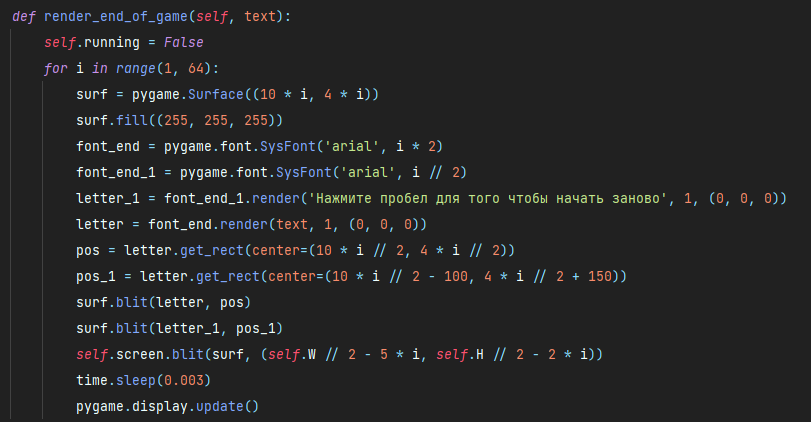 def render_end_of_game(self, text):
    self.running = False
    for i in range(1, 64):
        surf = pygame.Surface((10 * i, 4 * i))
        surf.fill((255, 255, 255))
        font_end = pygame.font.SysFont('arial', i * 2)
        font_end_1 = pygame.font.SysFont('arial', i // 2)
        letter_1 = font_end_1.render('Нажмите пробел для того чтобы начать заново', 1, (0, 0, 0))
        letter = font_end.render(text, 1, (0, 0, 0))
        pos = letter.get_rect(center=(10 * i // 2, 4 * i // 2))
        pos_1 = letter.get_rect(center=(10 * i // 2 - 100, 4 * i // 2 + 150))
        surf.blit(letter, pos)
        surf.blit(letter_1, pos_1)
        self.screen.blit(surf, (self.W // 2 - 5 * i, self.H // 2 - 2 * i))
        time.sleep(0.003)
        pygame.display.update()